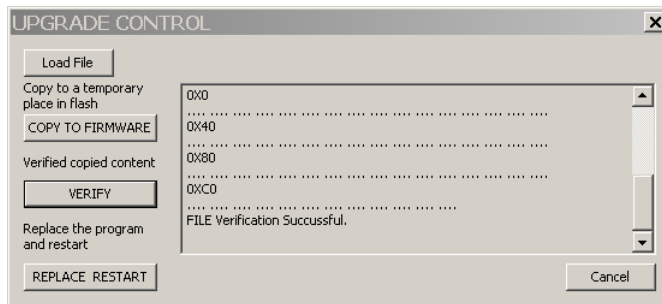 UPGRADE CONTROL
Load File
Copy to a temporary
place in flash
COPY TO FIRMWARE
Verified copied content
VERIFY
Replace the program
and restart
REPLACE RESTART
0X0
.... .... .... .... .... .... .... .... .... .... .... .... .... .... .... ....
0X40
.... .... .... .... .... .... .... .... .... .... .... .... .... .... .... ....
0X80
.... .... .... .... .... .... .... .... .... .... .... .... .... .... .... ....
0XC0
.... .... .... .... .... .... .... .... .... .... .... ....
FILE Verification Succussful.
Cancel